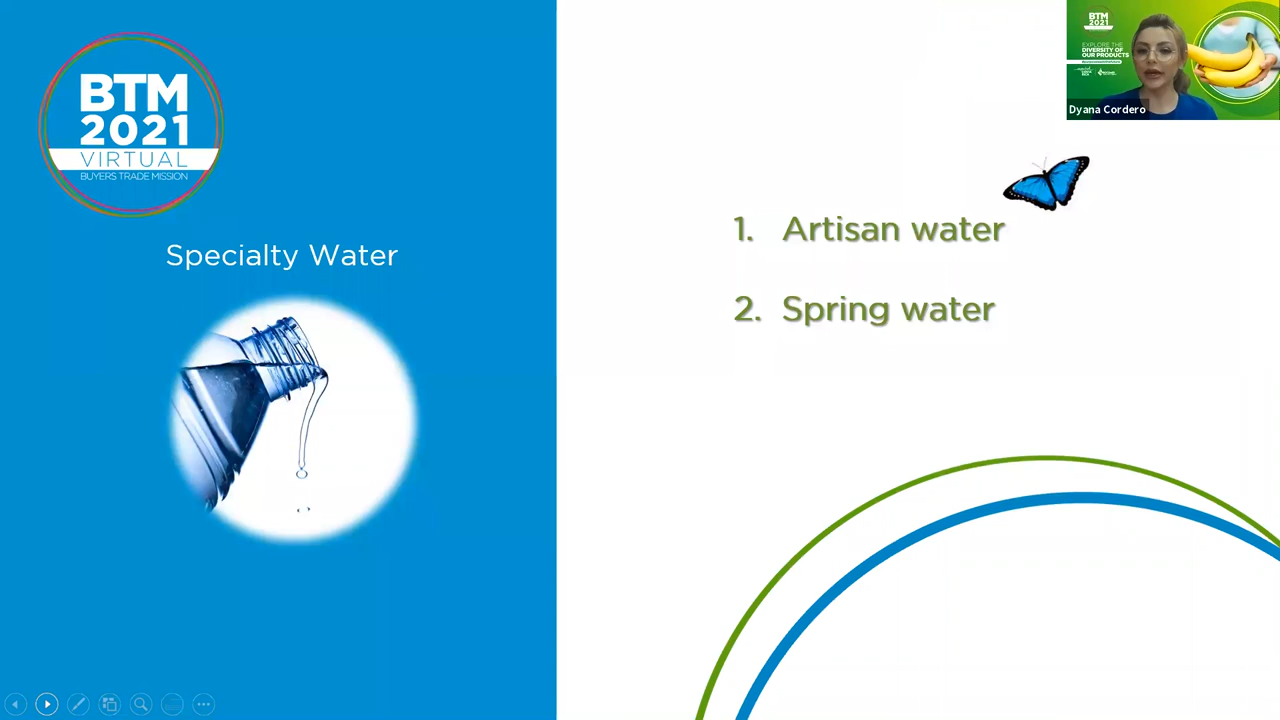 BTM
2021
VIRTUAL
BUYERS TRADE MISSION
Specialty Water
1. Artisan water
2. Spring water
BTM
2021
EXPLORE THE
DIVERSITY OF
OUR PRODUCTS
Dyana Cordero